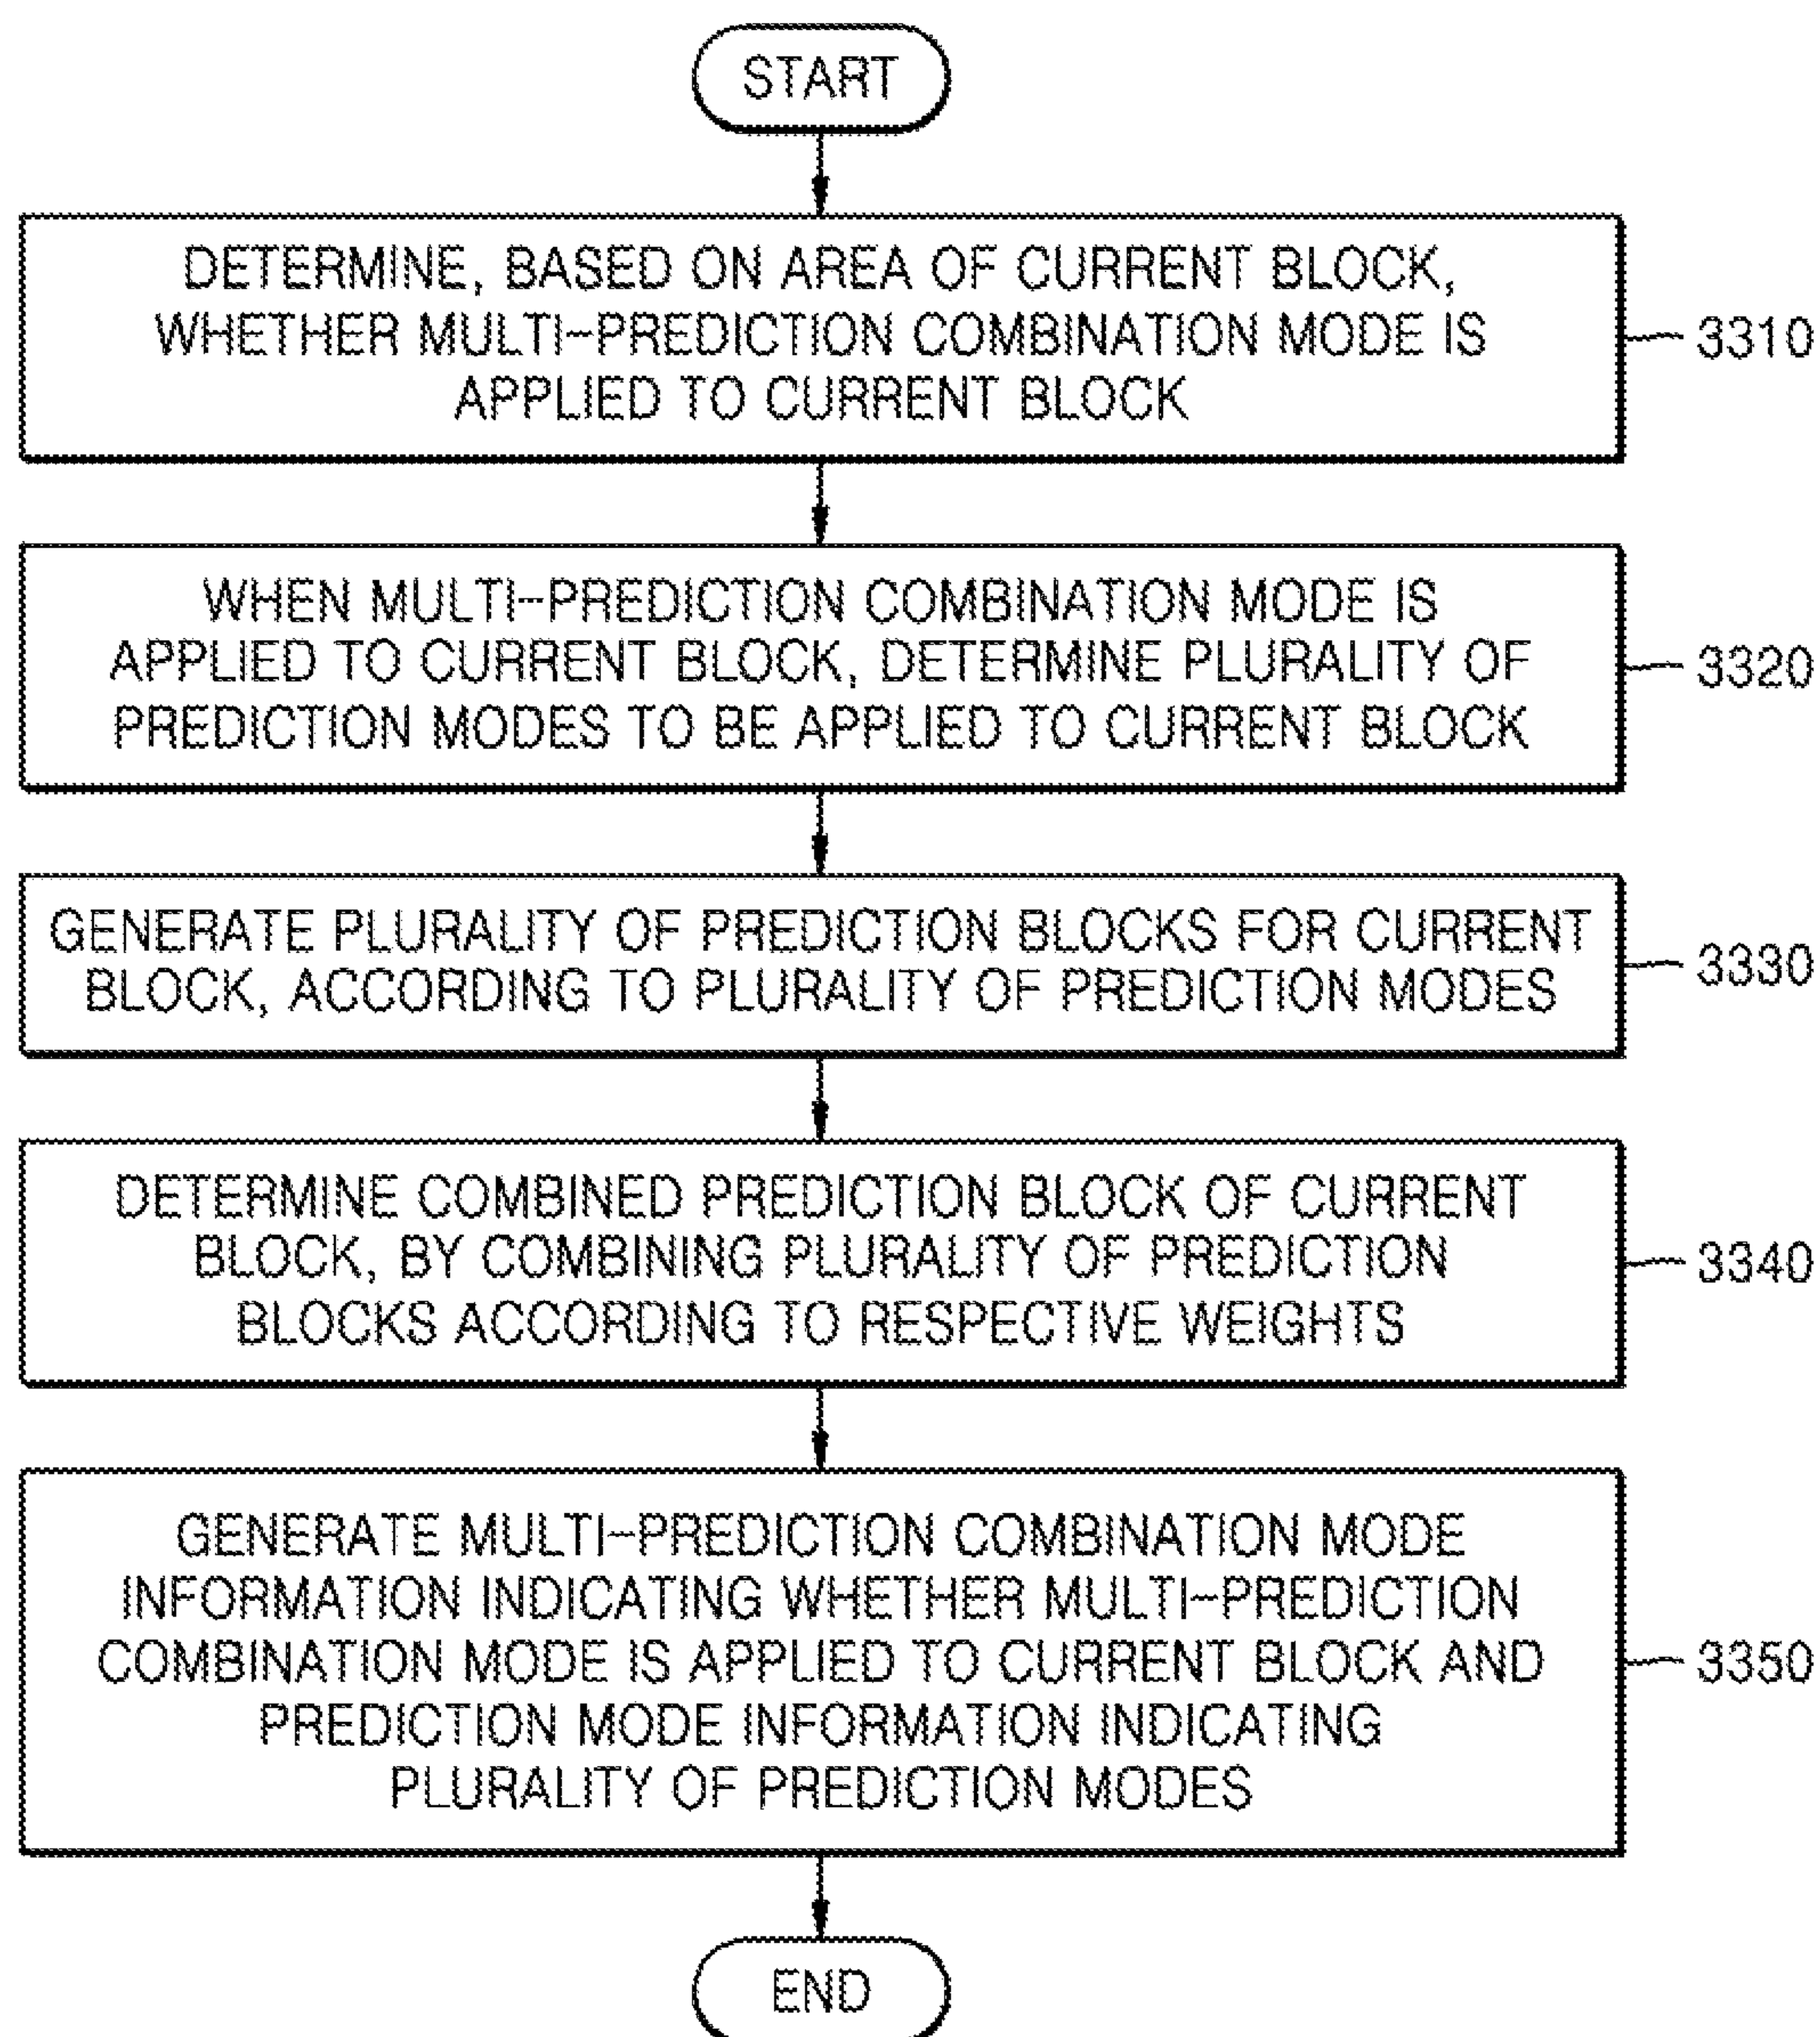 START
DETERMINE, BASED ON AREA OF CURRENT BLOCK,
WHETHER MULTI-PREDICTION COMBINATION MODE IS
APPLIED TO CURRENT BLOCK
3310
WHEN MULTI-PREDICTION COMBINATION MODE IS
APPLIED TO CURRENT BLOCK, DETERMINE PLURALITY OF
PREDICTION MODES TO BE APPLIED TO CURRENT BLOCK
3320
GENERATE PLURALITY OF PREDICTION BLOCKS FOR CURRENT
BLOCK, ACCORDING TO PLURALITY OF PREDICTION MODES
3330
DETERMINE COMBINED PREDICTION BLOCK OF CURRENT
BLOCK, BY COMBINING PLURALITY OF PREDICTION
BLOCKS ACCORDING TO RESPECTIVE WEIGHTS
3340
GENERATE MULTI-PREDICTION COMBINATION MODE
INFORMATION INDICATING WHETHER MULTI-PREDICTION
COMBINATION MODE IS APPLIED TO CURRENT BLOCK AND
PREDICTION MODE INFORMATION INDICATING
PLURALITY OF PREDICTION MODES
3350
END